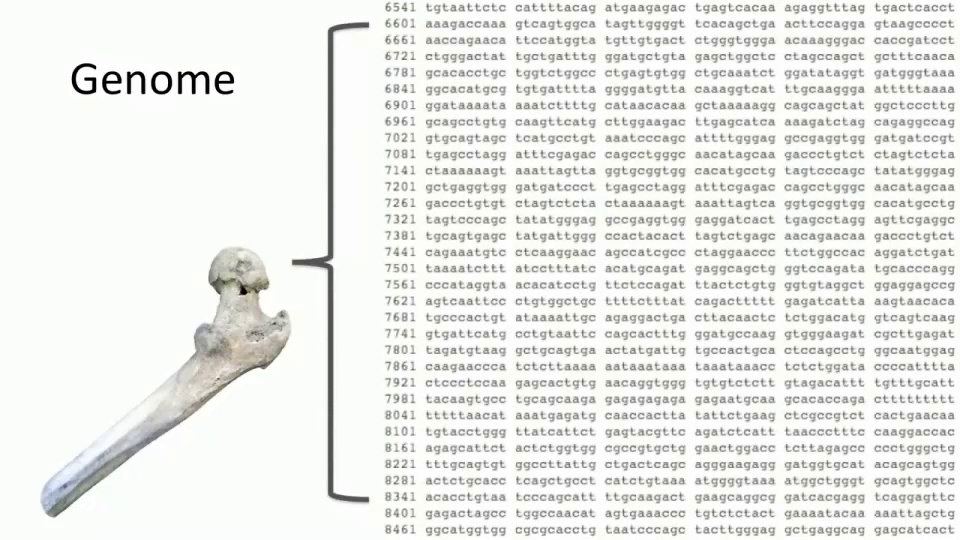 Genome
6541 tgtaattctc cattttacag atgaagagac tgagtcacaa agaggtttag tgactcacct
6601 aaagaccaaa gtcagtggca tagttggggt tcacagctga acttccagga gtaagcccct
6661 aaccagaaca ttccatggta tgttgtgact ctgggtggga acaaagggac caccgatcct
6721 ctgggactgc tgctgatttg ggatgctgta gagctggctc ctagccagct gctttcaaca
6781 gcacacctgc tggtctggcc ctgagtgtgg ctgcaaatct ggatataggt gatgggtaaa
6841 ggcacatgcg tgtgatttta ggggatgtta caaaggtcat ttgcaaggga atttttaaaa
6901 ggataaaata aaatcttttg cataacacaa gctaaaaagg cagcagctat ggctcccttg
6961 gcagcctgtg caagttcatg cttggaagac ttgagcatca aaagatctag cagaggccag
7021 gtgcagtagc tcatgcctgt aaatcccagc attttgggag gccgaggtgg gatgatccgt
7081 tgagcctagg atttcgagac cagcctgggc aacatagcaa gaccctgtct ctagtctcta
7141 ctaaaaaagt aaattagtta ggtgcggtgg cacatgcctg tagtcccagc tatatgggag
7201 gctgaggtgg gatgatccct tgagcctagg atttcgagac cagcctgggc aacatagcaa
7261 gaccctgtgt ctagtctcta ctaaaaaagt aaattagtca ggtgcggtgg cacatgcctg
7321 tagtcccagc tatatgggag gccgaggtgg gaggatcact tgagcctagg agttcgaggc
7381 tgcagtgagc tatgattggg ccactacact tagtctgagc aacagaacaa gaccctgtct
7441 cagaaatgtc ctcaaggaac agccatcgcc ctaggaaccc ttctggccac aggatctgat
7501 taaaatcttt atcctttatc acatgcagat gaggcagctg ggtccagata tgcacccagg
7561 cccataggta acacatcctg ttctccagat ttactctgtg ggtgtaggct ggaggagccg
7621 agtcaattcc ctgtggctgc ttttctttat cagacttttt gagatcatta aagtaacaca
7681 tgcccactgt ataaaattgc agaggactga cttacaactc tctggacatg ggtcagtcaag
7741 gtgattcatg cctgtaattc cagcactttg ggatgccaag gtgggaagat cgcttgagat
7801 tagatgtaag gctgcagtga actatgattg tgccactgca ctccagcctg ggcaatggag
7861 caagaaccca tctcttaaaa aataaataaa taaataaacc tctctggata ccccattttа
7921 ctccctccaa gagcactgtg aacaggtggg tgtgtctctt gtagacattt tgtttgcatt
7981 tacaagtgcc tgcagcaaga gagagagaga gagaatgcaa gcacaccaga cttttttttt
8041 tttttaacat aaatgagatg caaccactta tattctgaag ctcgccgtct cactgaacaa
8101 tgtacctggg ttatcattct gagtacgttc agatctcatt taaccctttc caaggaccac
8161 agagcattct actctggtgg cgccgtgctg gaactggacc tcttagagcc ccctgggctg
8221 tttgcagtgt ggccttattg ctgactcagc agggaagagg gatggtgcat acagcagtgg
8281 actctgcacc tcagctgcct catctgtaaa atggggtaaa atggctgggt gcagtggctc
8341 acacctgtaa tcccagcatt ttgcaagact gaagcaggcg gatcacgagg tcaggagttc
8401 gagactagcc tggccaacat agtgaaaccc tgtctctact gaaaatacaa aaattagctg
8461 ggcatggtgg cgcgcacctg taatcccagc tacttgggag gctgaggcaa gagcatcact